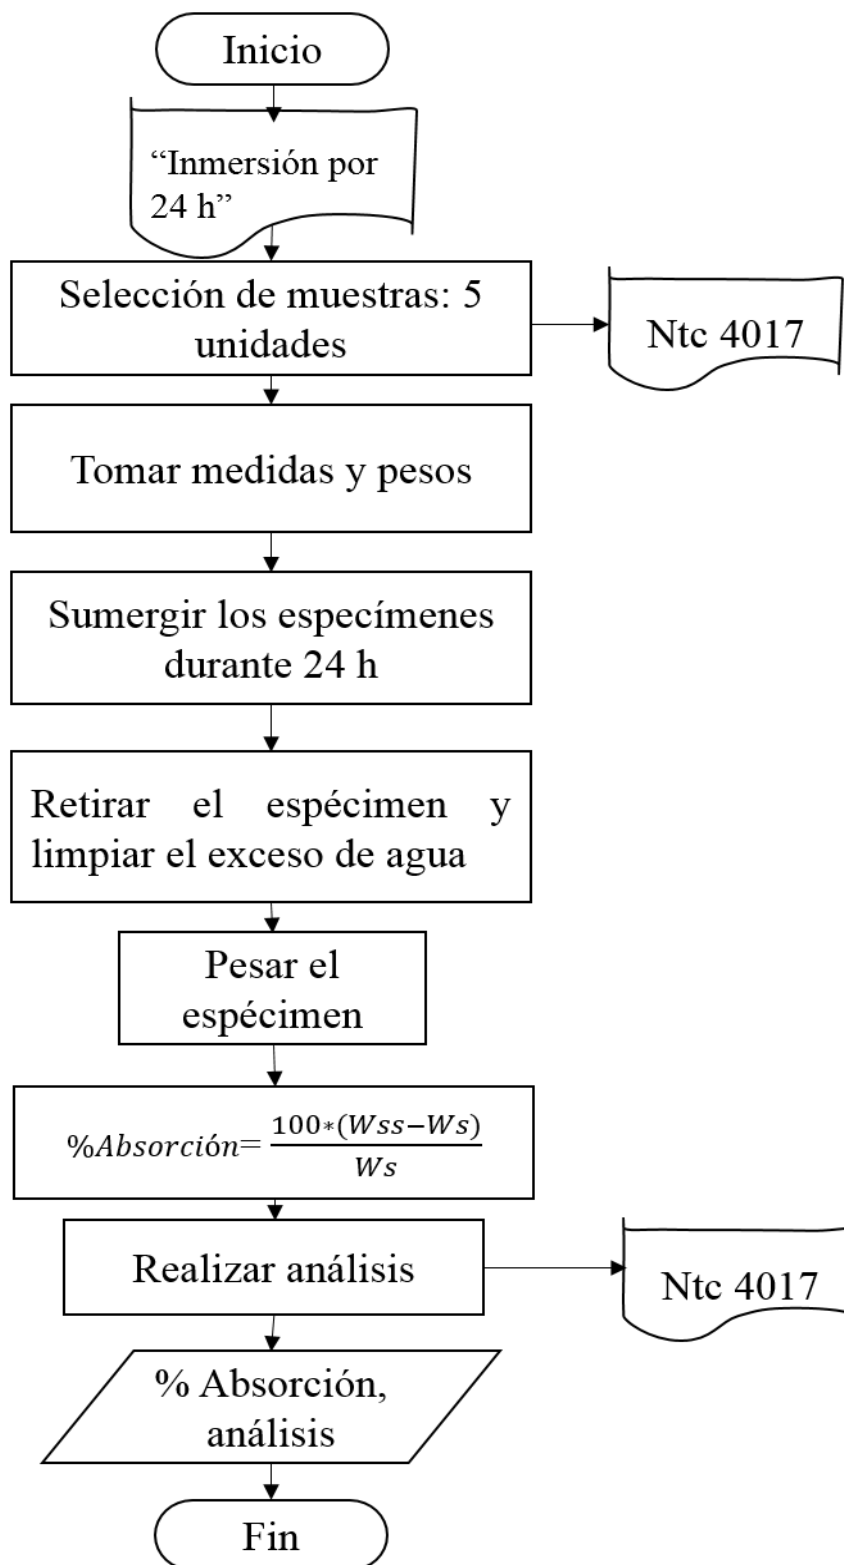 Inicio
“Inmersión por
24 h”
Selección de muestras: 5
unidades
Ntc 4017
Tomar medidas y pesos
Sumergir los especímenes
durante 24 h
Retirar el espécimen y
limpiar el exceso de agua
Pesar el
espécimen
%Absorción= 100*(Wss−Ws)
Ws
Realizar análisis
Ntc 4017
% Absorción,
análisis
Fin